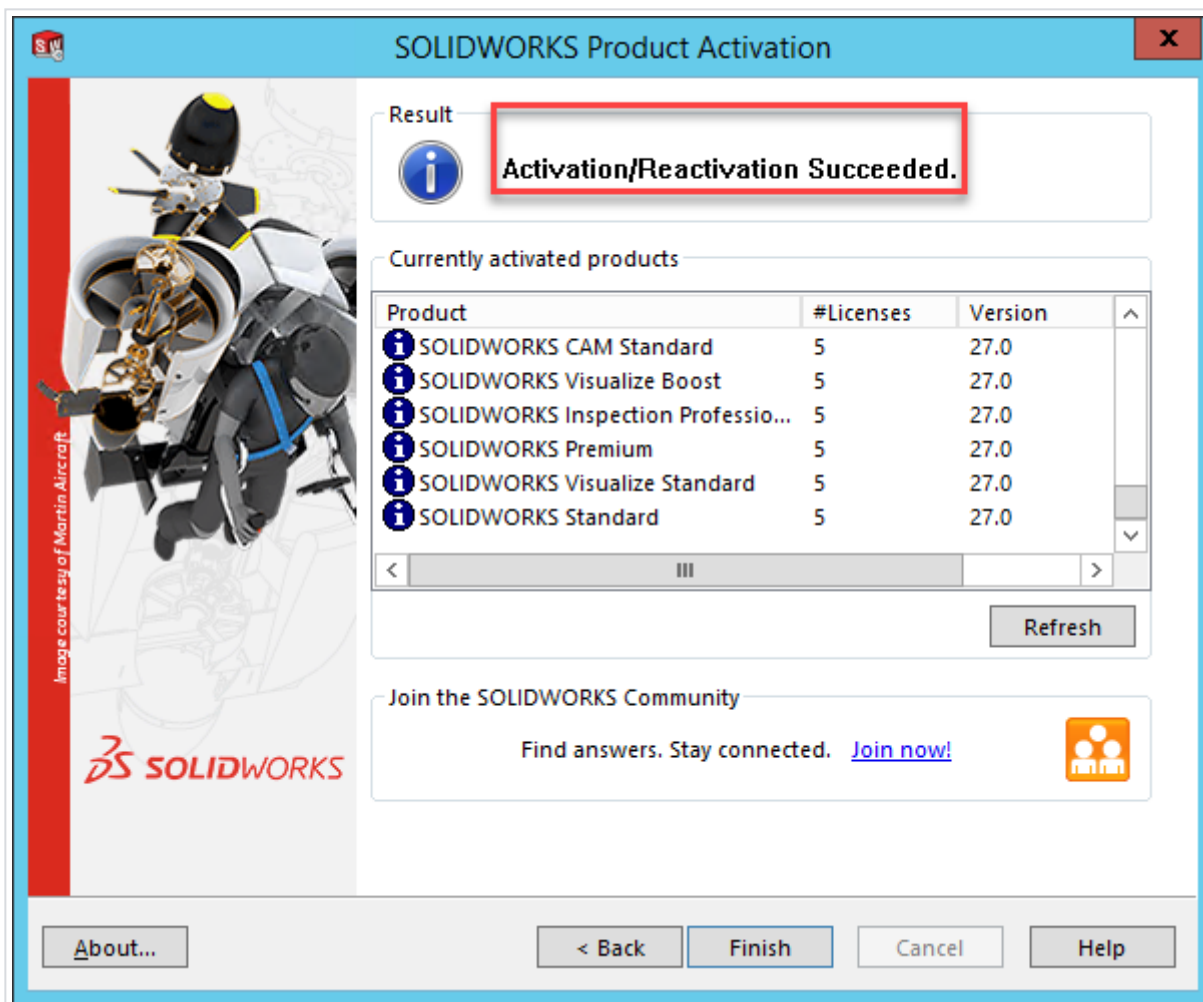 SOLIDWORKS Product Activation
x
Result
Activation/Reactivation Succeeded.
Currently activated products
Product #Licenses Version
SOLIDWORKS CAM Standard 5 27.0
SOLIDWORKS Visualize Boost 5 27.0
SOLIDWORKS Inspection Professio... 5 27.0
SOLIDWORKS Premium 5 27.0
SOLIDWORKS Visualize Standard 5 27.0
SOLIDWORKS Standard 5 27.0
Refresh
Join the SOLIDWORKS Community
Find answers. Stay connected. Join now!
Image courtesy of Martin Aircraft
SOLIDWORKS
About... < Back Finish Cancel Help